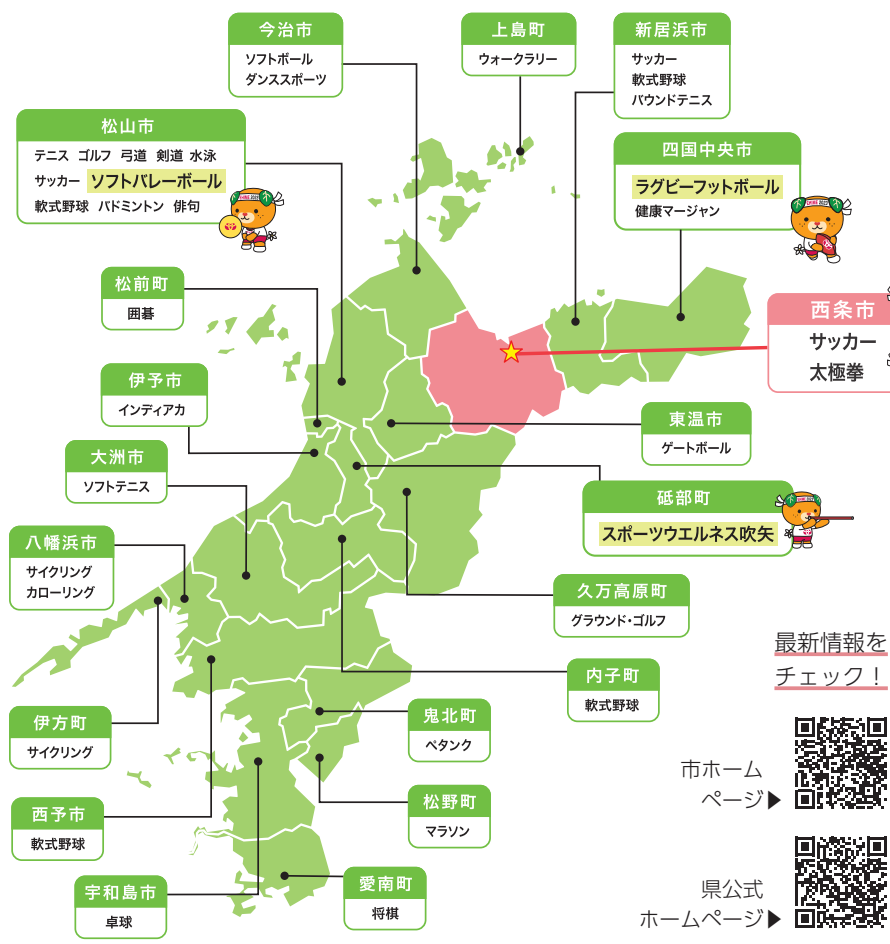 今治市
ソフトボール
ダンススポーツ
上島町
ウォークラリー
新居浜市
サッカー
軟式野球
バウンドテニス
松山市
テニス ゴルフ 弓道 剣道 水泳
サッカー ソフトバレーボール
軟式野球 バドミントン 俳句
四国中央市
ラグビーフットボール
健康マージャン
松前町
囲碁
西条市
サッカー
太極拳
伊予市
インディアカ
東温市
ゲートボール
大洲市
ソフトテニス
砥部町
スポーツウエルネス吹矢
八幡浜市
サイクリング
カローリング
久万高原町
グラウンド・ゴルフ
最新情報を
チェック！
内子町
軟式野球
伊方町
サイクリング
鬼北町
ペタンク
市ホーム
ページ▶
西予市
軟式野球
松野町
マラソン
宇和島市
卓球
愛南町
将棋
県公式
ホームページ▶